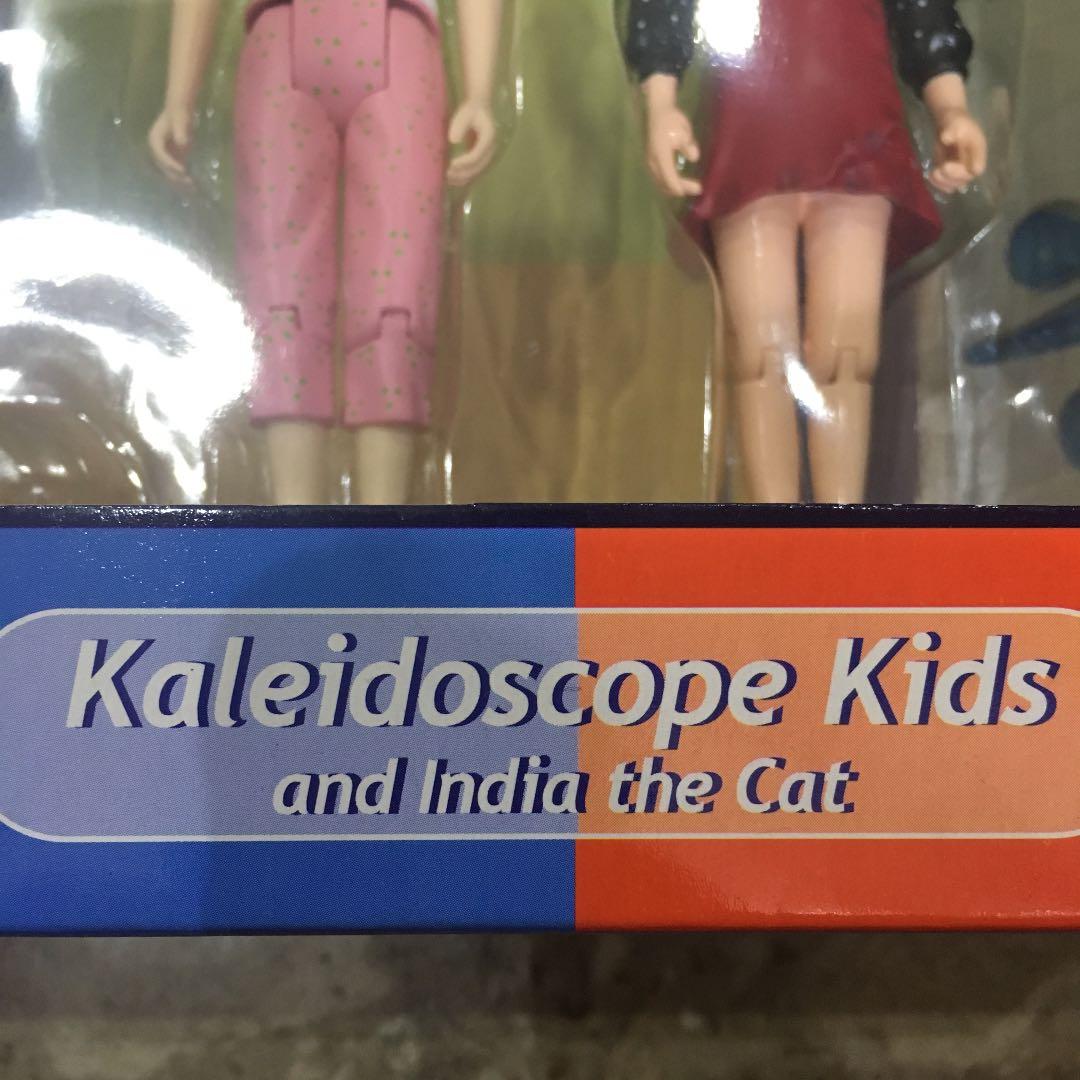 Kaleidoscope Kids
and India the Cat